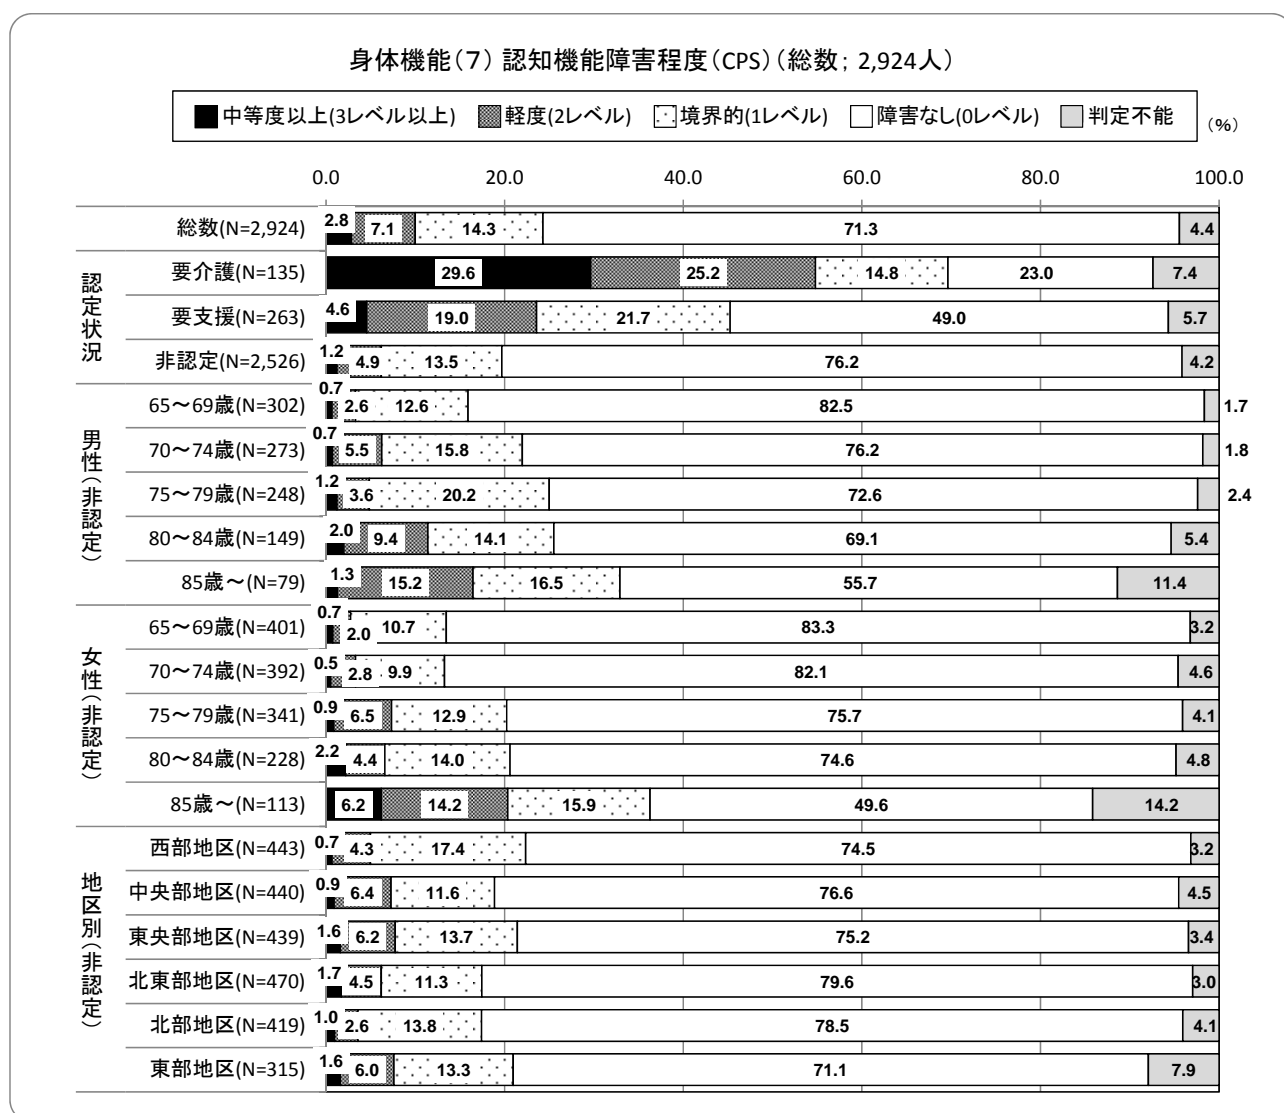 身体機能(7) 認知機能障害程度(CPS)(総数; 2,924人)
中等度以上(3レベル以上) 軽度(2レベル) 境界的(1レベル) 障害なし(0レベル) 判定不能 (%)
0.0 20.0 40.0 60.0 80.0 100.0
総数(N=2,924) 2.8 7.1 14.3 71.3 4.4
認定状況
要介護(N=135) 29.6 25.2 14.8 23.0 7.4
要支援(N=263) 4.6 19.0 21.7 49.0 5.7
非認定(N=2,526) 1.2 4.9 13.5 76.2 4.2
男性(非認定)
65～69歳(N=302) 0.7 2.6 12.6 82.5 1.7
70～74歳(N=273) 0.7 5.5 15.8 76.2 1.8
75～79歳(N=248) 1.2 3.6 20.2 72.6 2.4
80～84歳(N=149) 2.0 9.4 14.1 69.1 5.4
85歳～(N=79) 1.3 15.2 16.5 55.7 11.4
女性(非認定)
65～69歳(N=401) 0.7 2.0 10.7 83.3 3.2
70～74歳(N=392) 0.5 2.8 9.9 82.1 4.6
75～79歳(N=341) 0.9 6.5 12.9 75.7 4.1
80～84歳(N=228) 2.2 4.4 14.0 74.6 4.8
85歳～(N=113) 6.2 14.2 15.9 49.6 14.2
地区別(非認定)
西部地区(N=443) 0.7 4.3 17.4 74.5 3.2
中央部地区(N=440) 0.9 6.4 11.6 76.6 4.5
東央部地区(N=439) 1.6 6.2 13.7 75.2 3.4
北東部地区(N=470) 1.7 4.5 11.3 79.6 3.0
北部地区(N=419) 1.0 2.6 13.8 78.5 4.1
東部地区(N=315) 1.6 6.0 13.3 71.1 7.9